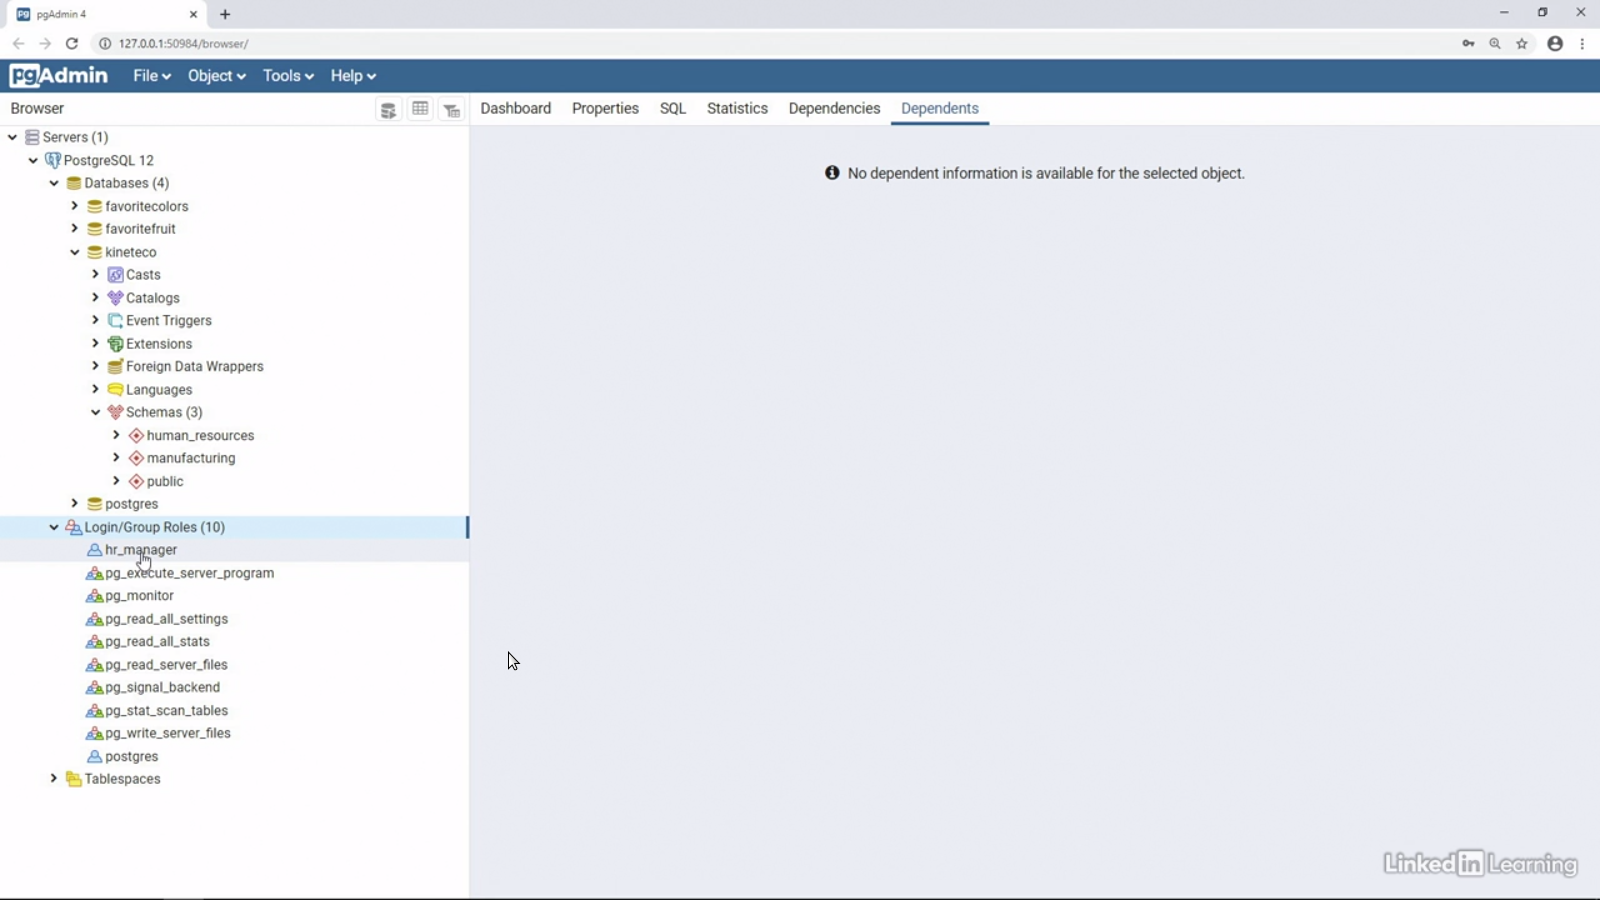 pgAdmin 4
127.0.0.1:50984/browser/
pgAdmin File Object Tools Help
Browser
Dashboard Properties SQL Statistics Dependencies Dependents
Servers (1)
PostgreSQL 12
Databases (4)
favoritecolors
favoritefruit
kineteco
Casts
Catalogs
Event Triggers
Extensions
Foreign Data Wrappers
Languages
Schemas (3)
human_resources
manufacturing
public
postgres
Login/Group Roles (10)
hr_manager
pg_execute_server_program
pg_monitor
pg_read_all_settings
pg_read_all_stats
pg_read_server_files
pg_signal_backend
pg_stat_scan_tables
pg_write_server_files
postgres
Tablespaces
No dependent information is available for the selected object.
Linked in Learning